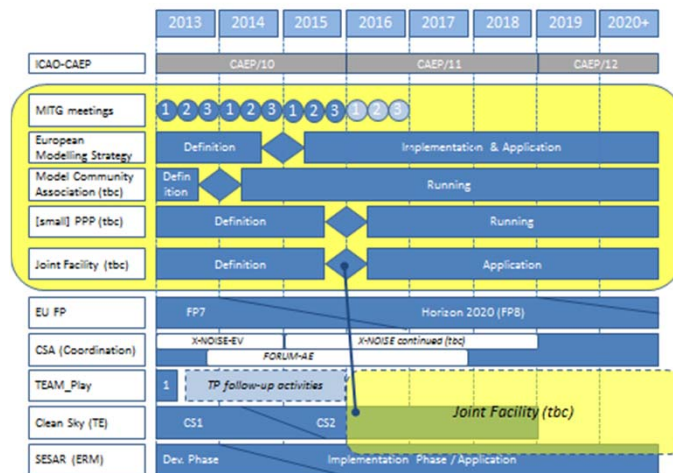 2013 2014 2015 2016 2017 2018 2019 2020+
ICAO-CAEP CAEP/10 CAEP/11 CAEP/12
MITG meetings 1 2 3 1 2 3 1 2 3 1 2 3
European
Modelling Strategy Definition Implementation & Application
Model Community
Association (tbc) Defin
ition Running
[small] PPP (tbc) Definition Running
Joint Facility (tbc) Definition Application
EU FP FP7 Horizon 2020 (FP8)
CSA (Coordination) X-NOISE-EV X-NOISE continued (tbc)
FORUM-AE
TEAM_Play 1 TP follow-up activities
Joint Facility (tbc)
Clean Sky (TE) CS1 CS2
SESAR (ERM) Dev. Phase Implementation Phase / Application